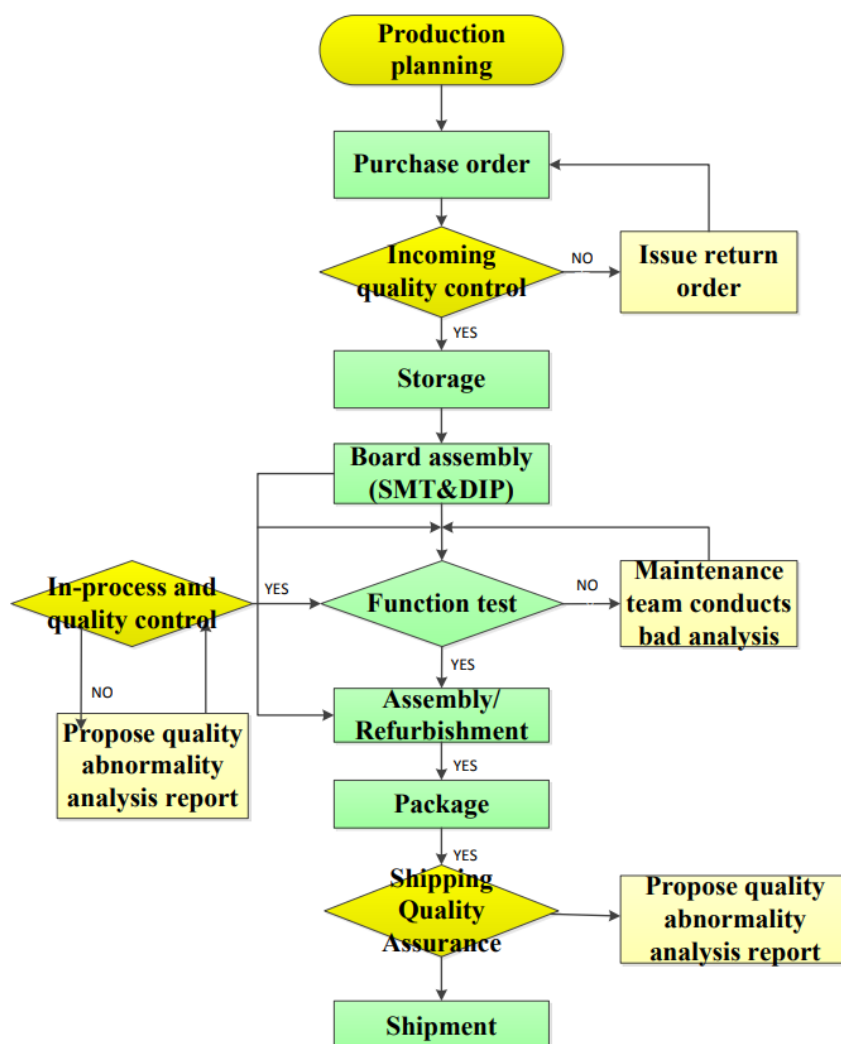 Production
planning
Purchase order
Incoming
quality control
NO
Issue return
order
YES
Storage
Board assembly
(SMT&DIP)
In-process and
quality control
YES
Function test
NO
Maintenance
team conducts
bad analysis
YES
NO
Propose quality
abnormality
analysis report
Assembly/
Refurbishment
YES
Package
YES
Shipping
Quality
Assurance
Propose quality
abnormality
analysis report
Shipment